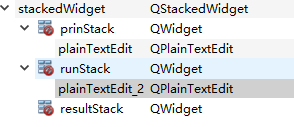 stackedWidget QStackedWidget
prinStack QWidget
plainTextEdit QPlainTextEdit
runStack QWidget
plainTextEdit_2 QPlainTextEdit
resultStack QWidget